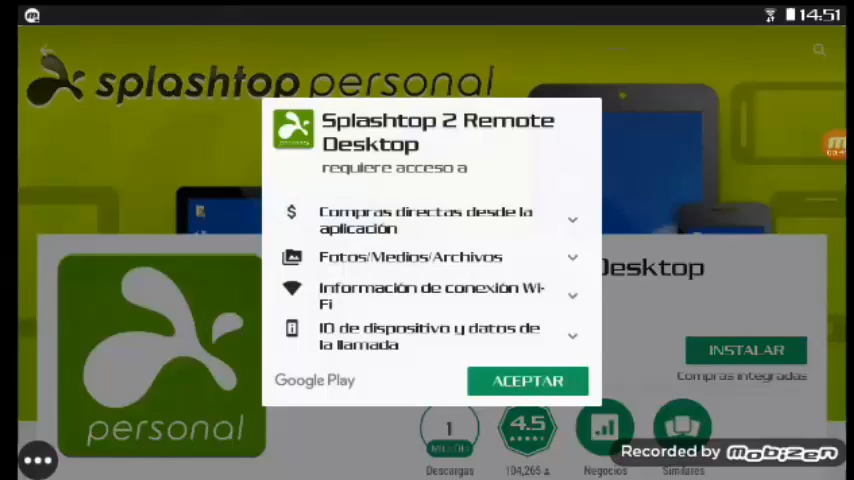 14:51
splashtop personal
Splashtop 2 Remote
Desktop
requiere acceso a
$
Compras directas desde la
aplicación
Fotos/Medios/Archivos
Información de conexión Wi-
Fi
ID de dispositivo y datos de
la llamada
Google Play
ACEPTAR
Desktop
INSTALAR
Compras integradas
personal
1
MILLÓN
Descargas
4.5
104,265
Negocios
Similares
Recorded by mobizen